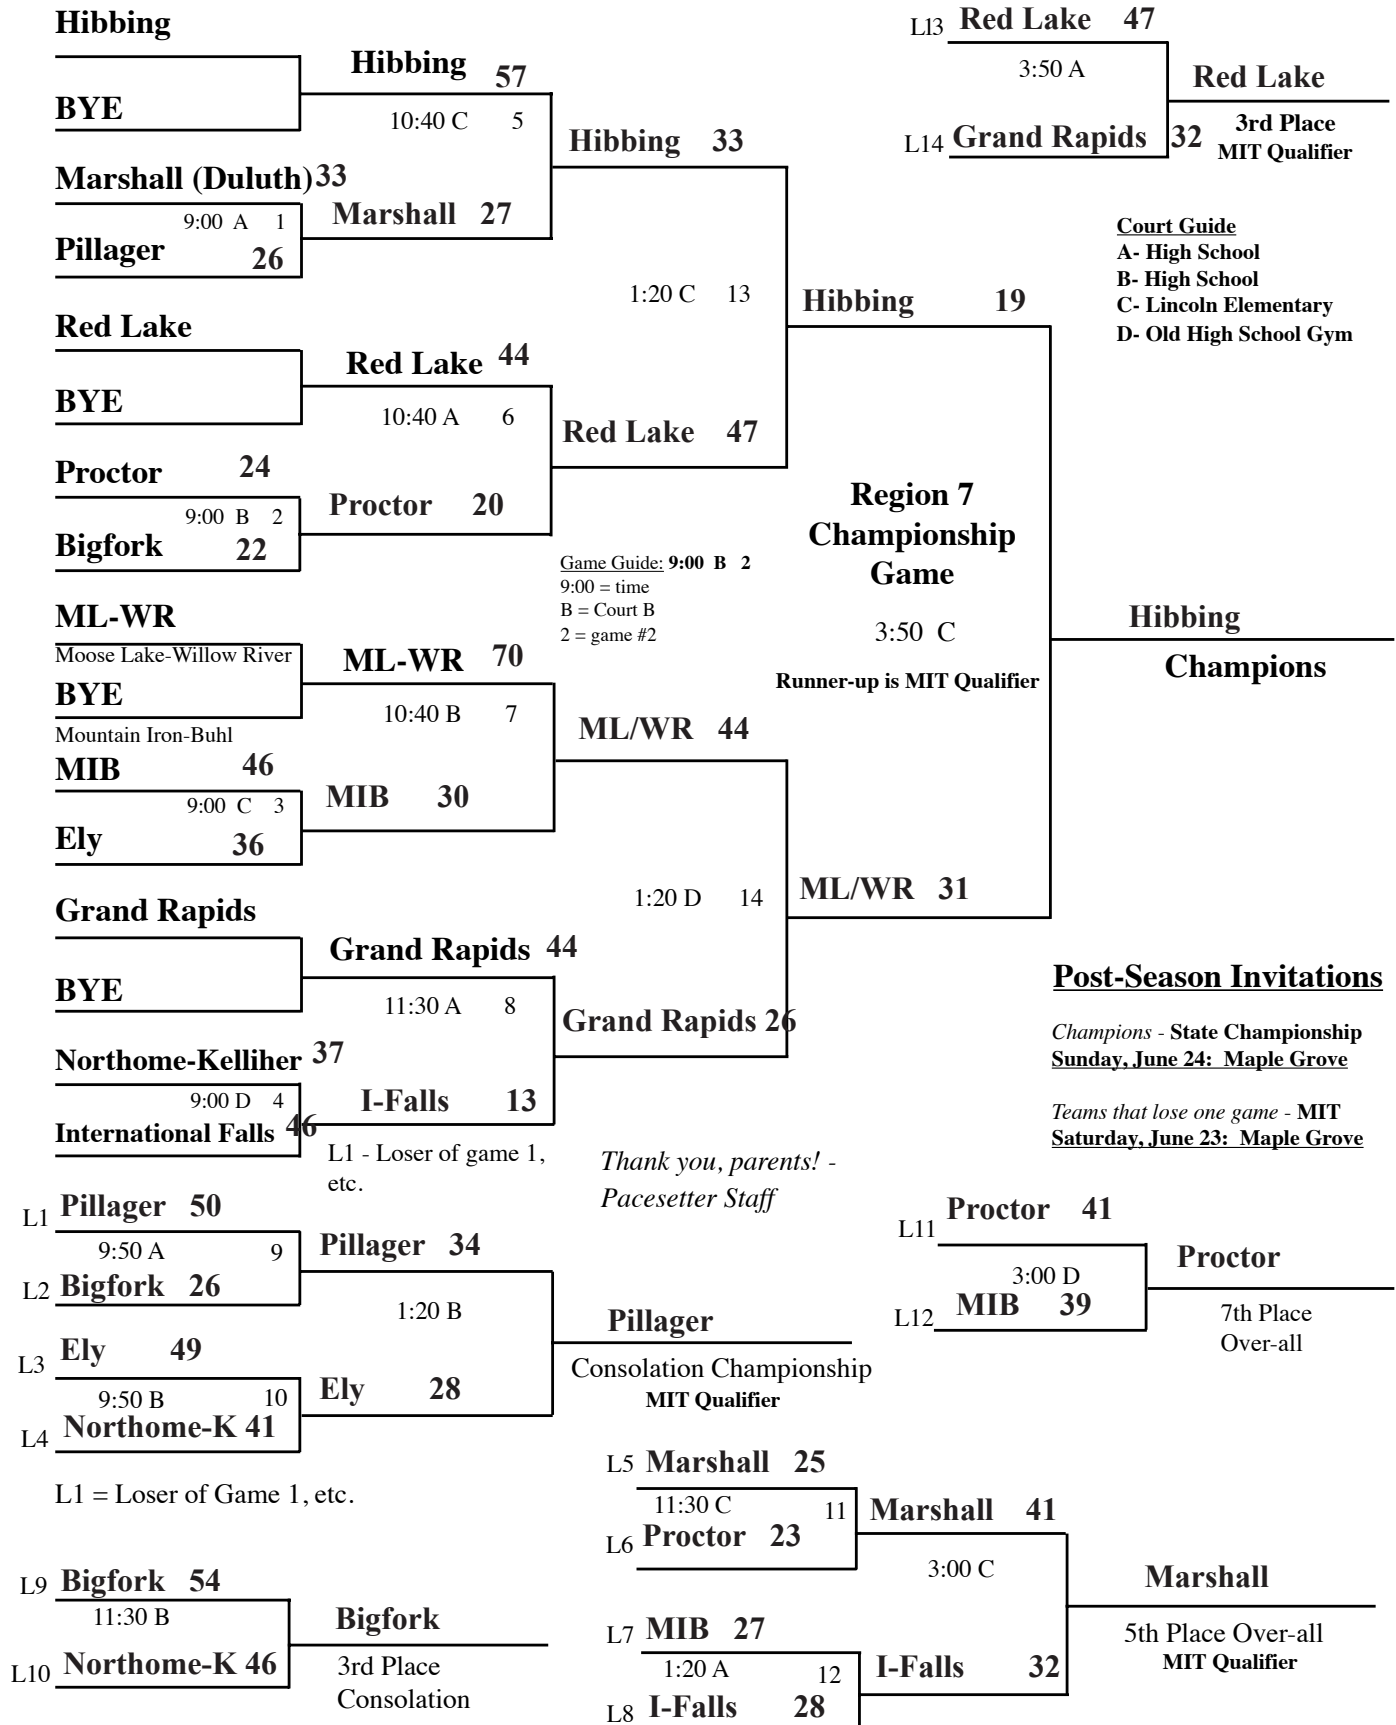 Hibbing
BYE
Hibbing 57
10:40 C 5
Marshall (Duluth) 33
9:00 A 1
Pillager 26
Marshall 27
Hibbing 33
1:20 C 13
Red Lake
BYE
Red Lake 44
10:40 A 6
Proctor 24
9:00 B 2
Bigfork 22
Proctor 20
Red Lake 47
Game Guide: 9:00 B 2
9:00 = time
B = Court B
2 = game #2
Hibbing 19
Region 7
Championship
Game
3:50 C
Runner-up is MIT Qualifier
Hibbing
Champions
L13 Red Lake 47
3:50 A
L14 Grand Rapids 32
Red Lake
3rd Place
MIT Qualifier
Court Guide
A- High School
B- High School
C- Lincoln Elementary
D- Old High School Gym
ML-WR
Moose Lake-Willow River
BYE
ML-WR 70
10:40 B 7
Mountain Iron-Buhl
MIB 46
9:00 C 3
Ely 36
MIB 30
ML/WR 44
1:20 D 14
ML/WR 31
Grand Rapids
BYE
Grand Rapids 44
11:30 A 8
Northome-Kelliher 37
9:00 D 4
International Falls 46
I-Falls 13
Grand Rapids 26
L1 - Loser of game 1,
etc.
Thank you, parents! -
Pacesetter Staff
Post-Season Invitations
Champions - State Championship
Sunday, June 24: Maple Grove
Teams that lose one game - MIT
Saturday, June 23: Maple Grove
L1 Pillager 50
9:50 A 9
L2 Bigfork 26
Pillager 34
1:20 B
L3 Ely 49
9:50 B 10
L4 Northome-K 41
Ely 28
Pillager
Consolation Championship
MIT Qualifier
L11 Proctor 41
3:00 D
L12 MIB 39
Proctor
7th Place
Over-all
L1 = Loser of Game 1, etc.
L5 Marshall 25
11:30 C 11
L6 Proctor 23
Marshall 41
3:00 C
L7 MIB 27
1:20 A 12
L8 I-Falls 28
I-Falls 32
Marshall
5th Place Over-all
MIT Qualifier
L9 Bigfork 54
11:30 B
L10 Northome-K 46
Bigfork
3rd Place
Consolation